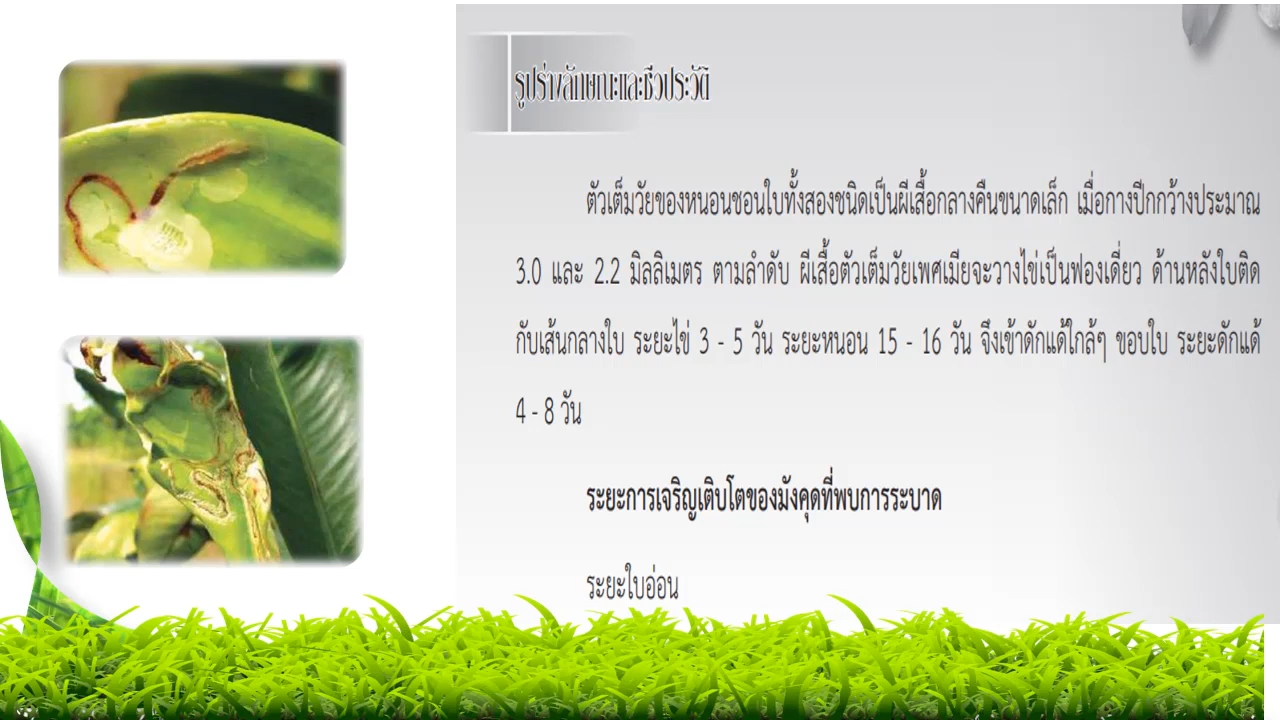 รูปร่างลักษณะและชีวประวัติ
ตัวเต็มวัยของหนอนชอนใบทั้งสองชนิดเป็นผีเสื้อกลางคืนขนาดเล็ก เมื่อกางปีกกว้างประมาณ
3.0 และ 2.2 มิลลิเมตร ตามลำดับ ผีเสื้อตัวเต็มวัยเพศเมียจะวางไข่เป็นฟองเดี่ยว ด้านหลังใบติด
กับเส้นกลางใบ ระยะไข่ 3 - 5 วัน ระยะหนอน 15 - 16 วัน จึงเข้าดักแด้ใกล้ๆ ขอบใบ ระยะดักแด้
4 - 8 วัน
ระยะการเจริญเติบโตของมังคุดที่พบการระบาด
ระยะใบอ่อน